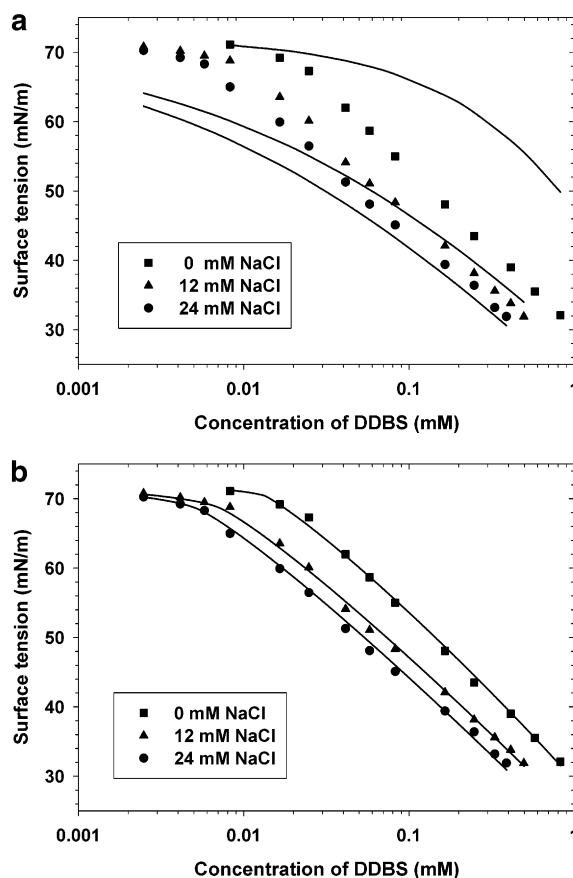 a
70
60
50
40
30
Surface tension (mN/m)
0 mM NaCl
12 mM NaCl
24 mM NaCl
0.001
0.01
0.1
1
Concentration of DDBS (mM)
b
70
60
50
40
30
Surface tension (mN/m)
0 mM NaCl
12 mM NaCl
24 mM NaCl
0.001
0.01
0.1
1
Concentration of DDBS (mM)